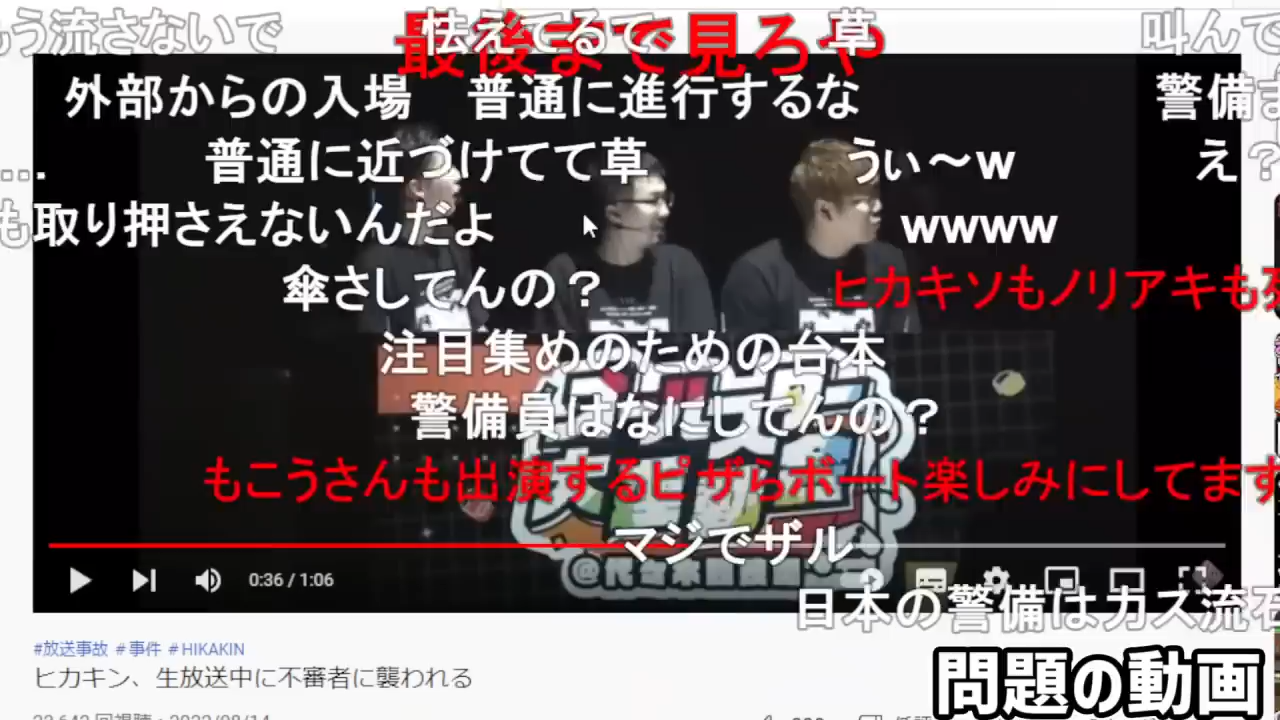 もう流さないで 怯えてるで 草 叫んで
最後まで見ろや
外部からの入場 普通に進行するな 警備ま
... 普通に近づけてて草 うぃ〜w え？
も取り押さえないんだよ wwww
傘さしてんの？ ヒカキソもノリアキも
注目集めのための台本
警備員はなにしてんの？
もこうさんも出演するピザらボート楽しみにしてます
マジでザル
0:36 / 1:06
日本の警備はカス流石
#放送事故 #事件 #HIKAKIN
ヒカキン、生放送中に不審者に襲われる
問題の動画